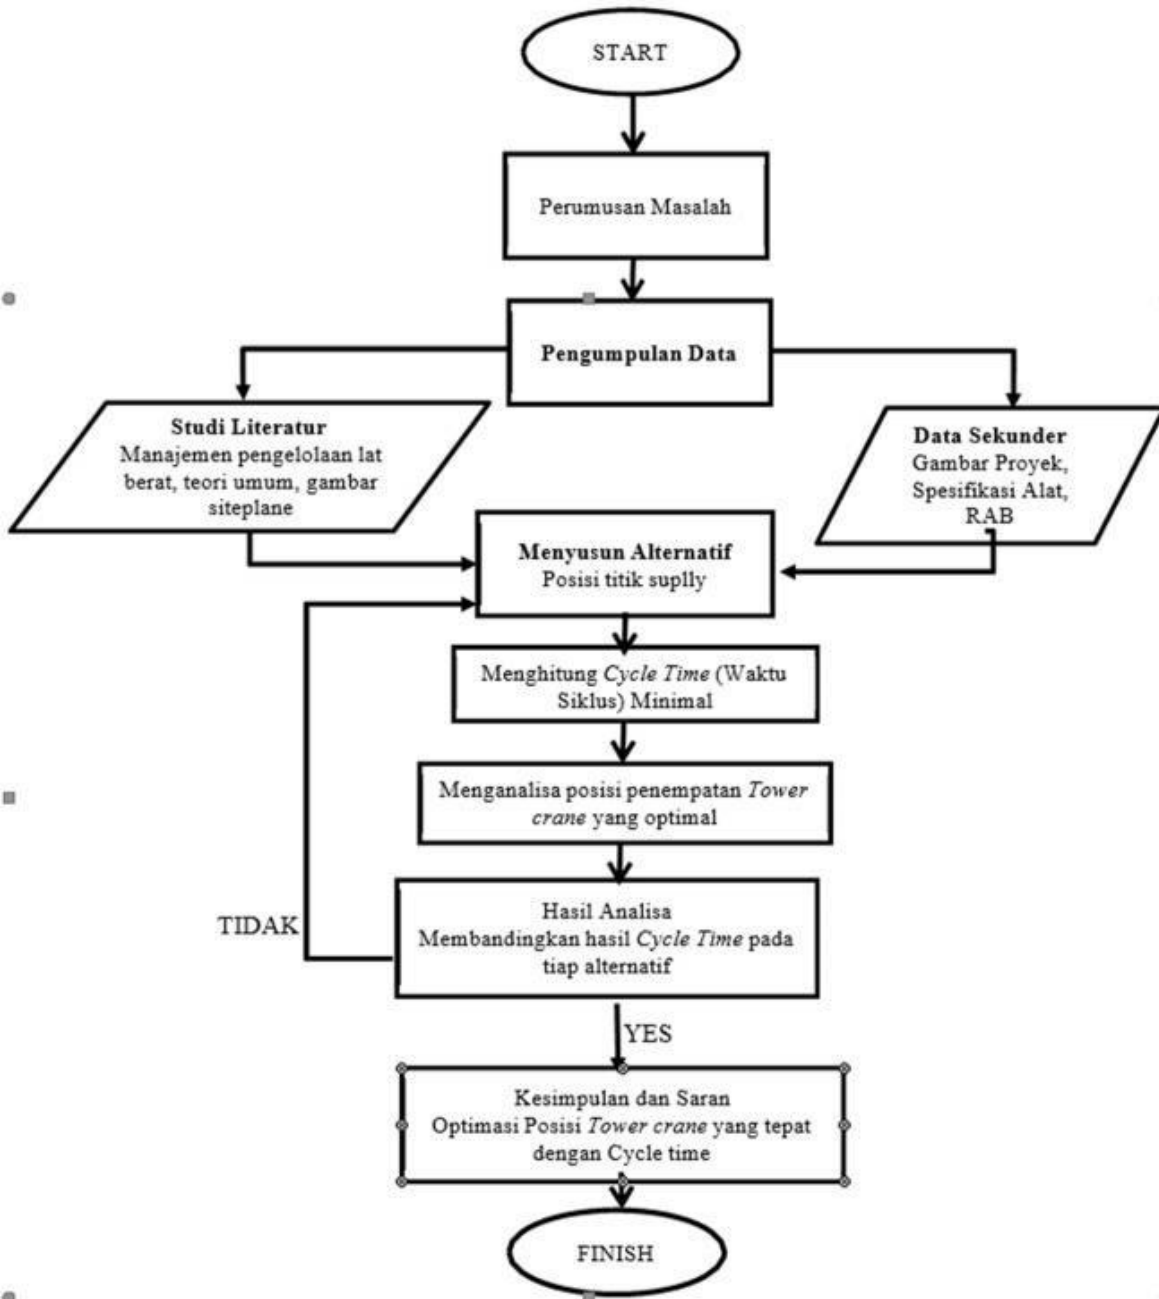 START
Perumusan Masalah
Pengumpulan Data
Studi Literatur
Manajemen pengelolaan lat
berat, teori umum, gambar
siteplane
Data Sekunder
Gambar Proyek,
Spesifikasi Alat,
RAB
Menyusun Alternatif
Posisi titik suplly
Menghitung Cycle Time (Waktu
Siklus) Minimal
Menganalisa posisi penempatan Tower
crane yang optimal
Hasil Analisa
Membandingkan hasil Cycle Time pada
tiap alternatif
TIDAK
YES
Kesimpulan dan Saran
Optimasi Posisi Tower crane yang tepat
dengan Cycle time
FINISH